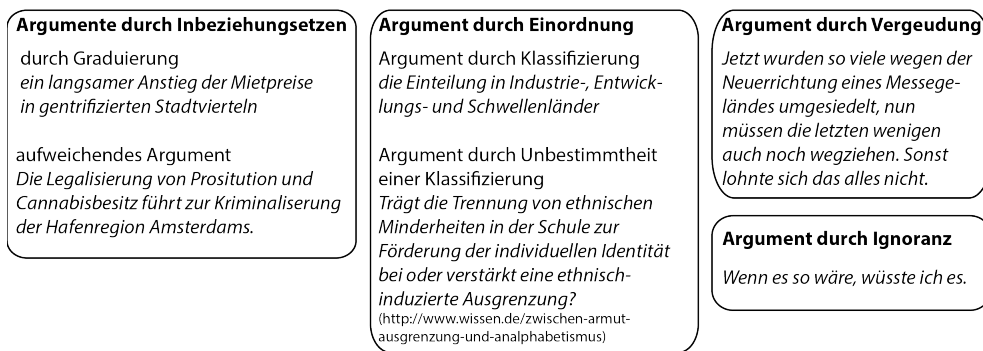 Argumente durch Inbeziehungsetzen
durch Graduierung
ein langsamer Anstieg der Mietpreise
in gentrifizierten Stadtvierteln
aufweichendes Argument
Die Legalisierung von Prositution und
Cannabisbesitz führt zur Kriminaliserung
der Hafenregion Amsterdams.
Argument durch Einordnung
Argument durch Klassifizierung
die Einteilung in Industrie-, Entwick-
lungs- und Schwellenländer
Argument durch Unbestimmtheit
einer Klassifizierung
Trägt die Trennung von ethnischen
Minderheiten in der Schule zur
Förderung der individuellen Identität
bei oder verstärkt eine ethnisch-
induzierte Ausgrenzung?
(http://www.wissen.de/zwischen-armut-
ausgrenzung-und-analphabetismus)
Argument durch Vergeudung
Jetzt wurden so viele wegen der
Neuerrichtung eines Messege-
ländes umgesiedelt, nun
müssen die letzten wenigen
auch noch wegziehen. Sonst
lohnte sich das alles nicht.
Argument durch Ignoranz
Wenn es so wäre, wüsste ich es.